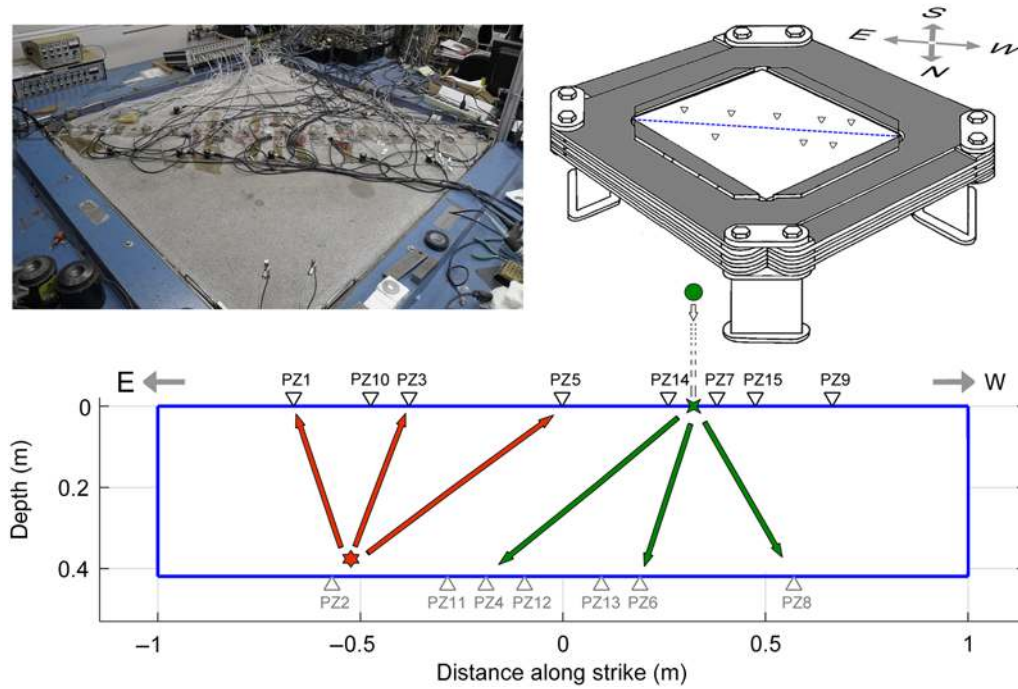 S
E W
N
E PZ1 PZ10 PZ3 PZ5 PZ14 PZ7 PZ15 PZ9 W
0
0.2
0.4
Depth (m)
PZ2 PZ11 PZ4 PZ12 PZ13 PZ6 PZ8
−1 −0.5 0 0.5 1
Distance along strike (m)